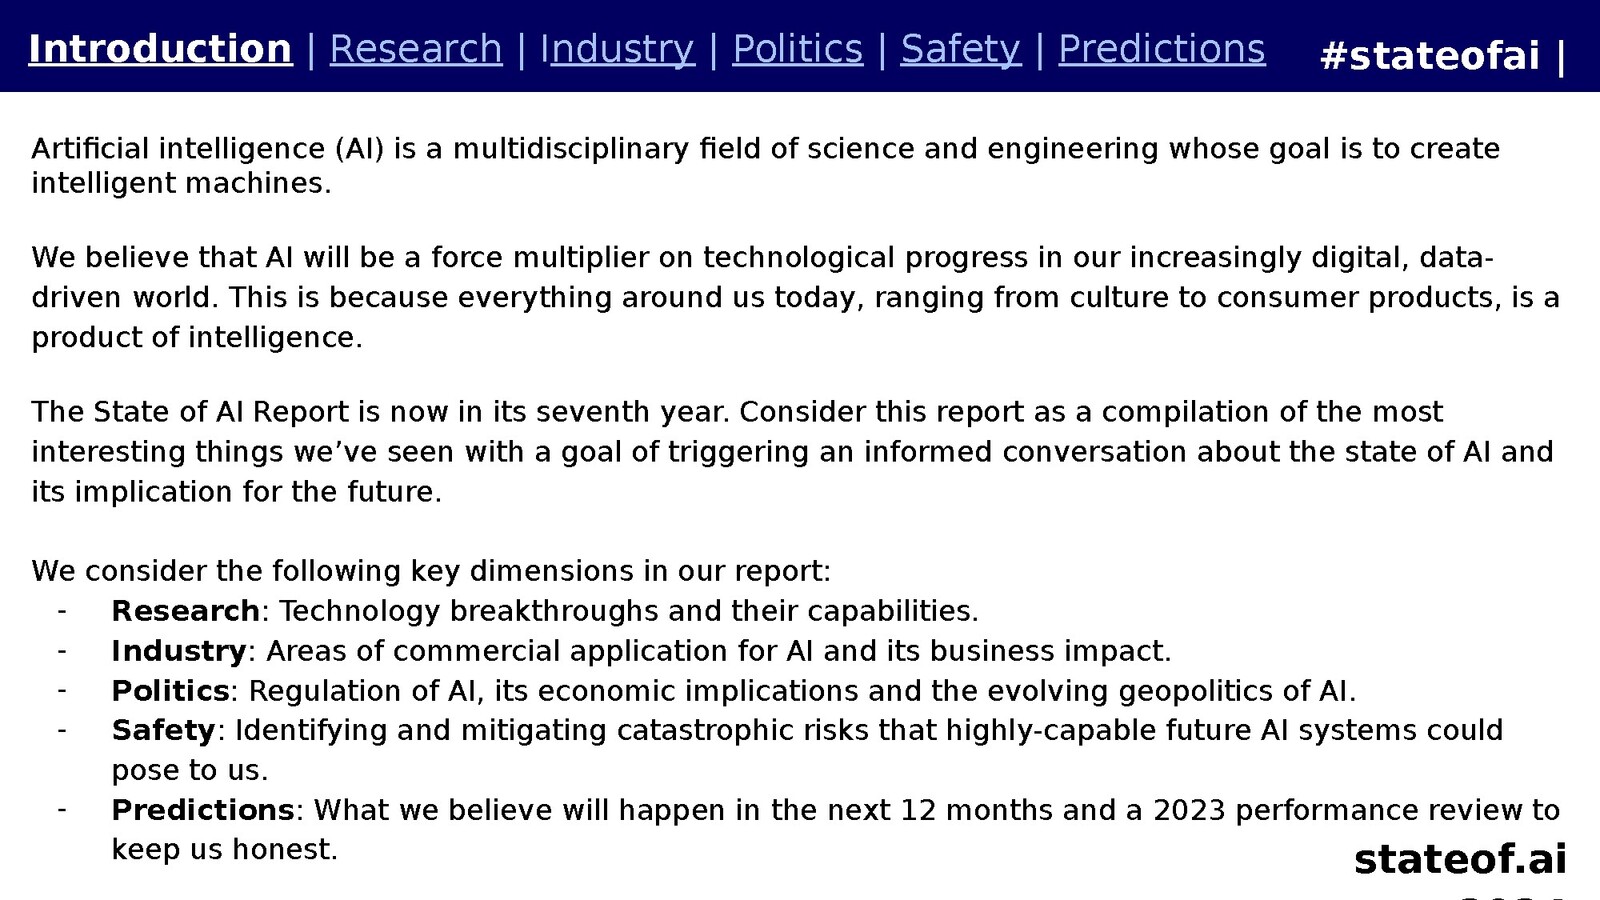 Introduction | Research | Industry | Politics | Safety | Predictions
#stateofai |
Artificial intelligence (AI) is a multidisciplinary field of science and engineering whose goal is to create
intelligent machines.
We believe that AI will be a force multiplier on technological progress in our increasingly digital, data-
driven world. This is because everything around us today, ranging from culture to consumer products, is a
product of intelligence.
The State of AI Report is now in its seventh year. Consider this report as a compilation of the most
interesting things we’ve seen with a goal of triggering an informed conversation about the state of AI and
its implication for the future.
We consider the following key dimensions in our report:
- Research: Technology breakthroughs and their capabilities.
- Industry: Areas of commercial application for AI and its business impact.
- Politics: Regulation of AI, its economic implications and the evolving geopolitics of AI.
- Safety: Identifying and mitigating catastrophic risks that highly-capable future AI systems could
pose to us.
- Predictions: What we believe will happen in the next 12 months and a 2023 performance review to
keep us honest.
stateof.ai